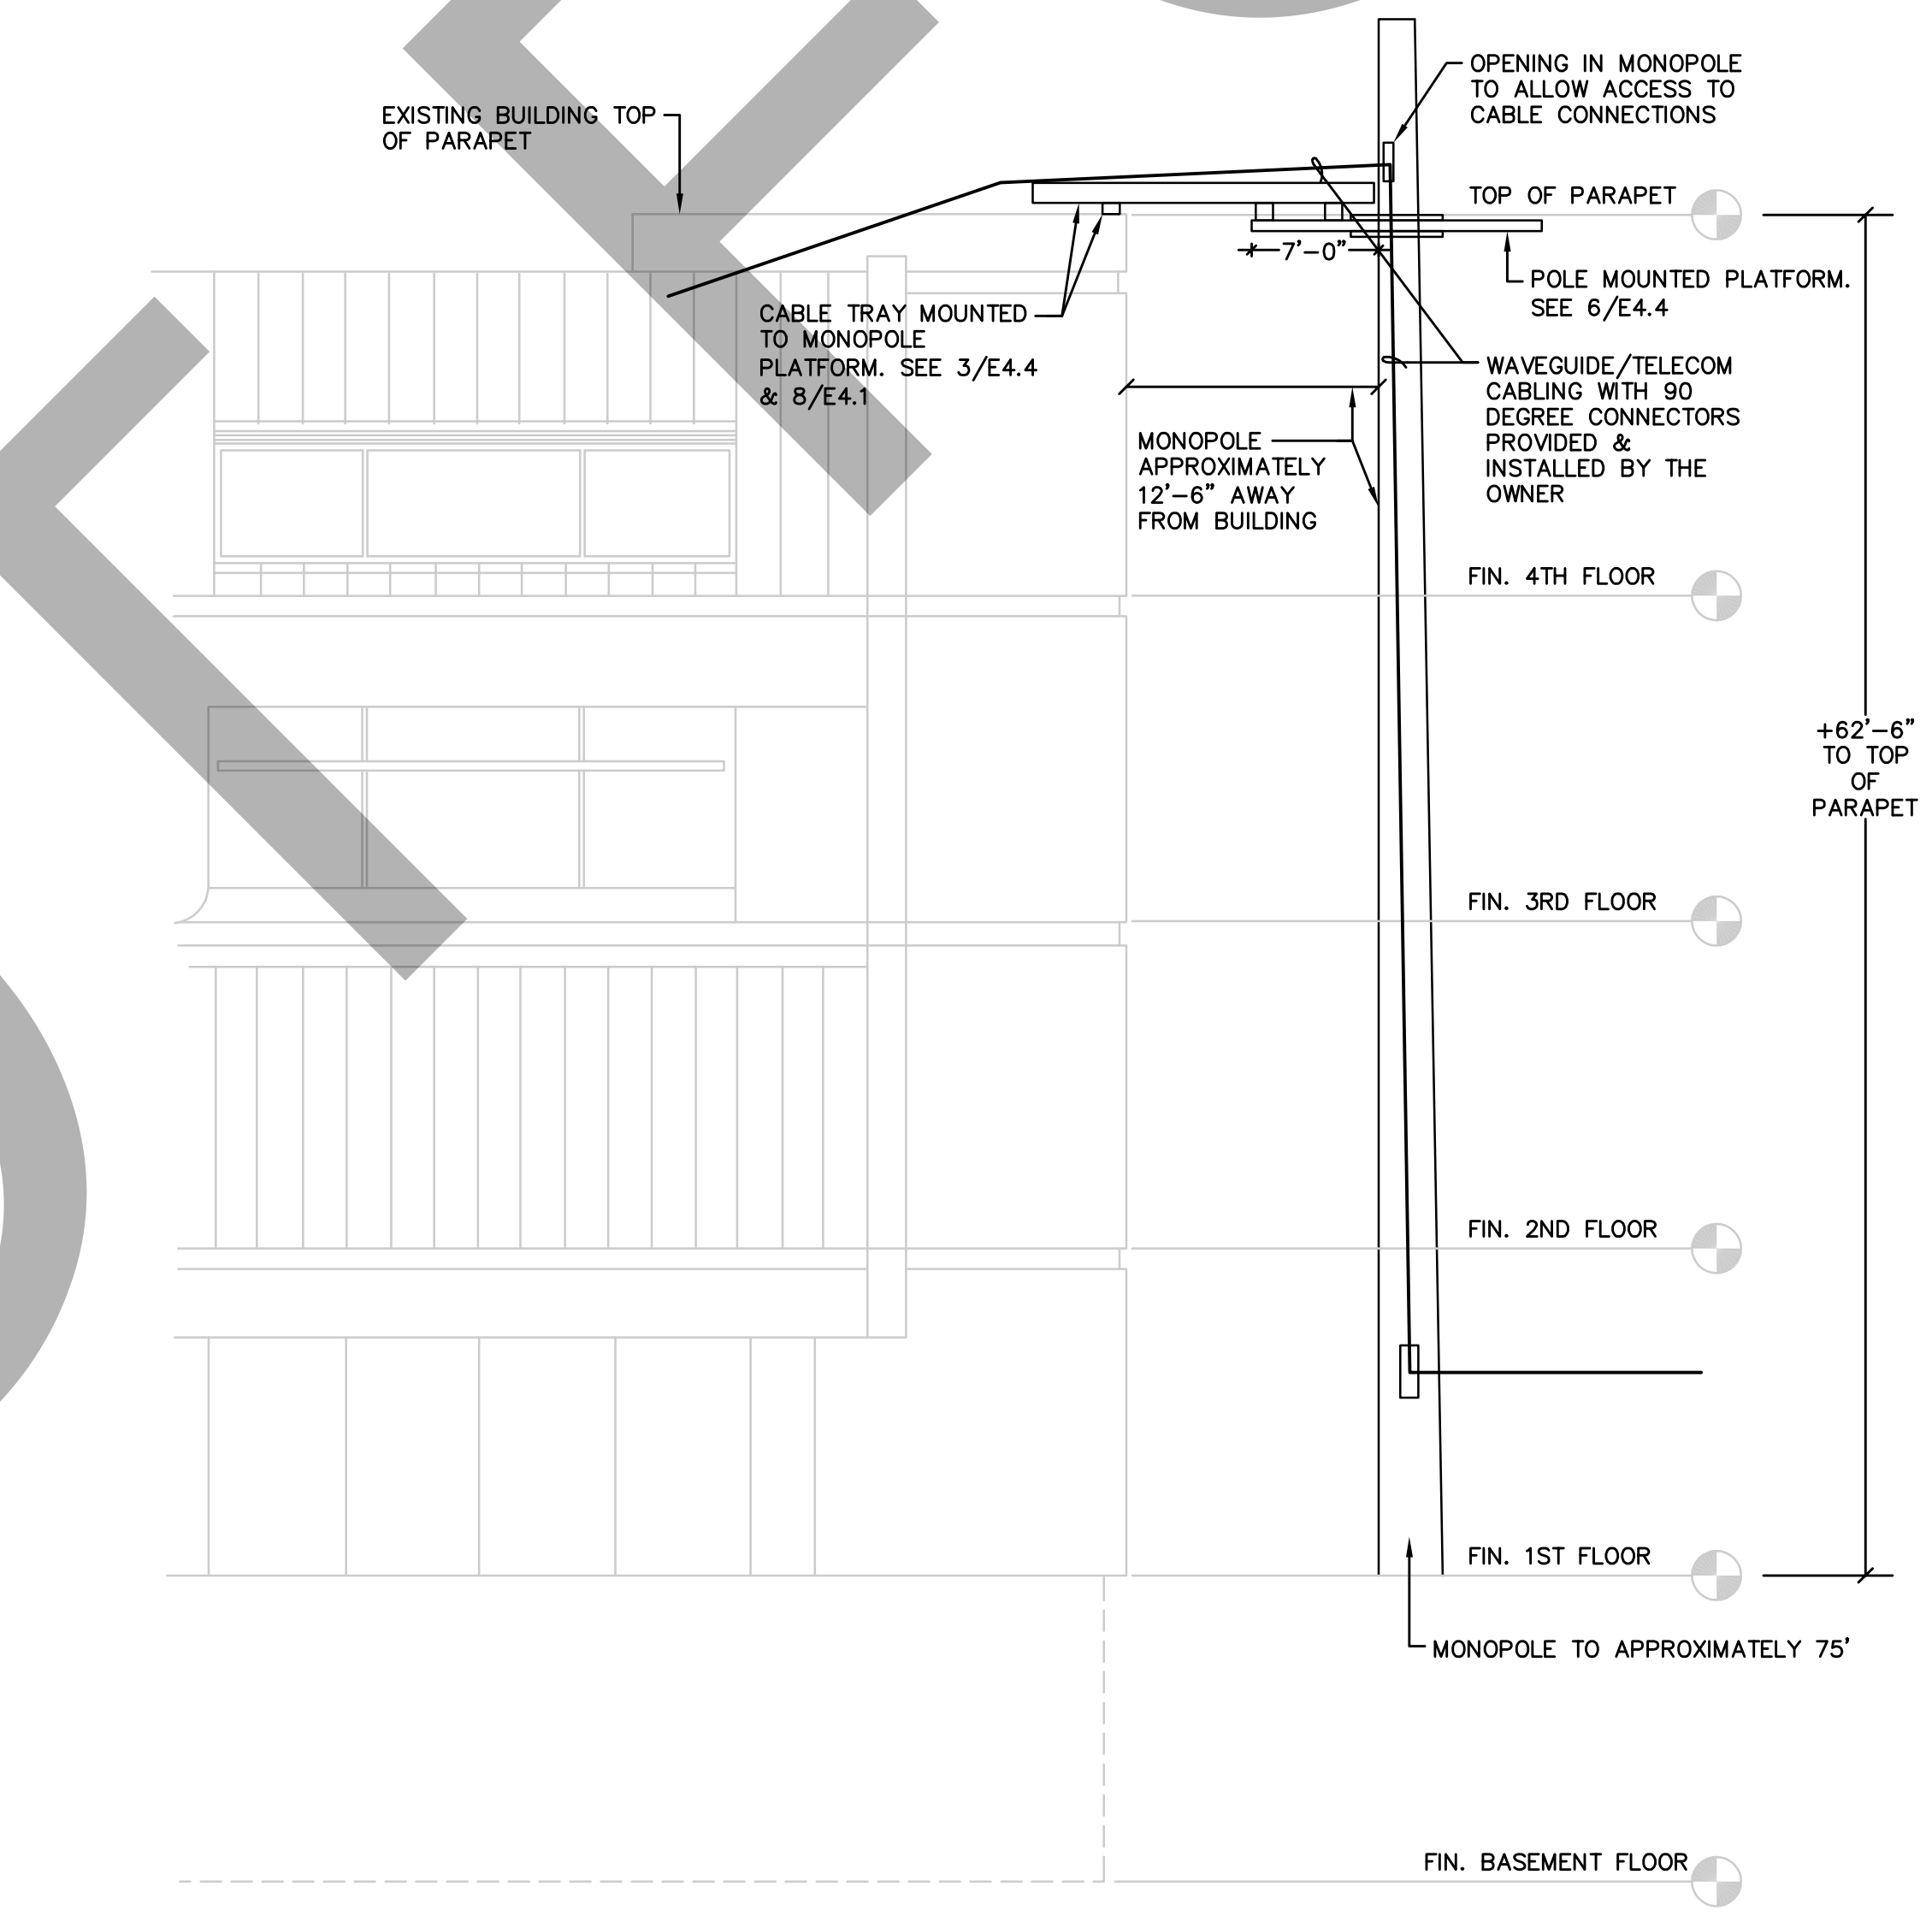 OPENING IN MONOPOLE
TO ALLOW ACCESS TO
CABLE CONNECTIONS
EXISTING BUILDING TOP
OF PARAPET
TOP OF PARAPET
7'-0"
POLE MOUNTED PLATFORM.
SEE 6/E4.4
CABLE TRAY MOUNTED
TO MONOPOLE
PLATFORM. SEE 3/E4.4
& 8/E4.1
WAVEGUIDE/TELECOM
CABLING WITH 90
DEGREE CONNECTORS
PROVIDED &
INSTALLED BY THE
OWNER
MONOPOLE
APPROXIMATELY
12'-6" AWAY
FROM BUILDING
FIN. 4TH FLOOR
+62'-6"
TO TOP
OF
PARAPET
FIN. 3RD FLOOR
FIN. 2ND FLOOR
FIN. 1ST FLOOR
MONOPOLE TO APPROXIMATELY 75'
FIN. BASEMENT FLOOR